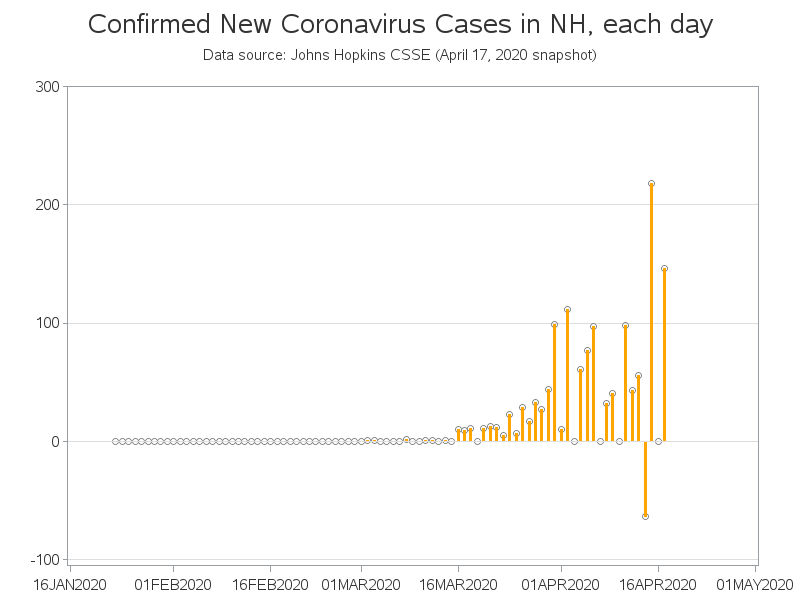 Confirmed New Coronavirus Cases in NH, each day
Data source: Johns Hopkins CSSE (April 17, 2020 snapshot)
300
200
100
0
-100
16JAN2020 01FEB2020 16FEB2020 01MAR2020 16MAR2020 01APR2020 16APR2020 01MAY2020